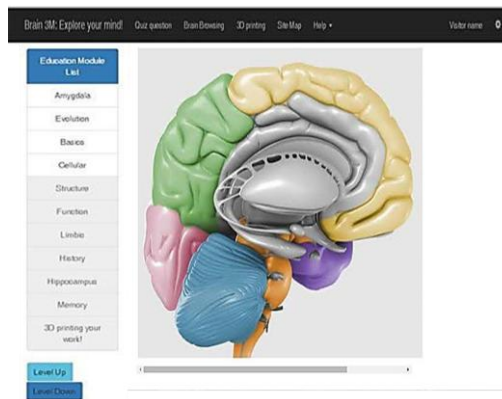 Brain 3M: Explore your mind! Quiz question Brain Browsing 3D printing Site Map Help Visitor name
Education Module
List
Amygdala
Evolution
Basics
Cellular
Structure
Function
Limbic
History
Hippocampus
Memory
3D printing your
work!
Level Up
Level Down